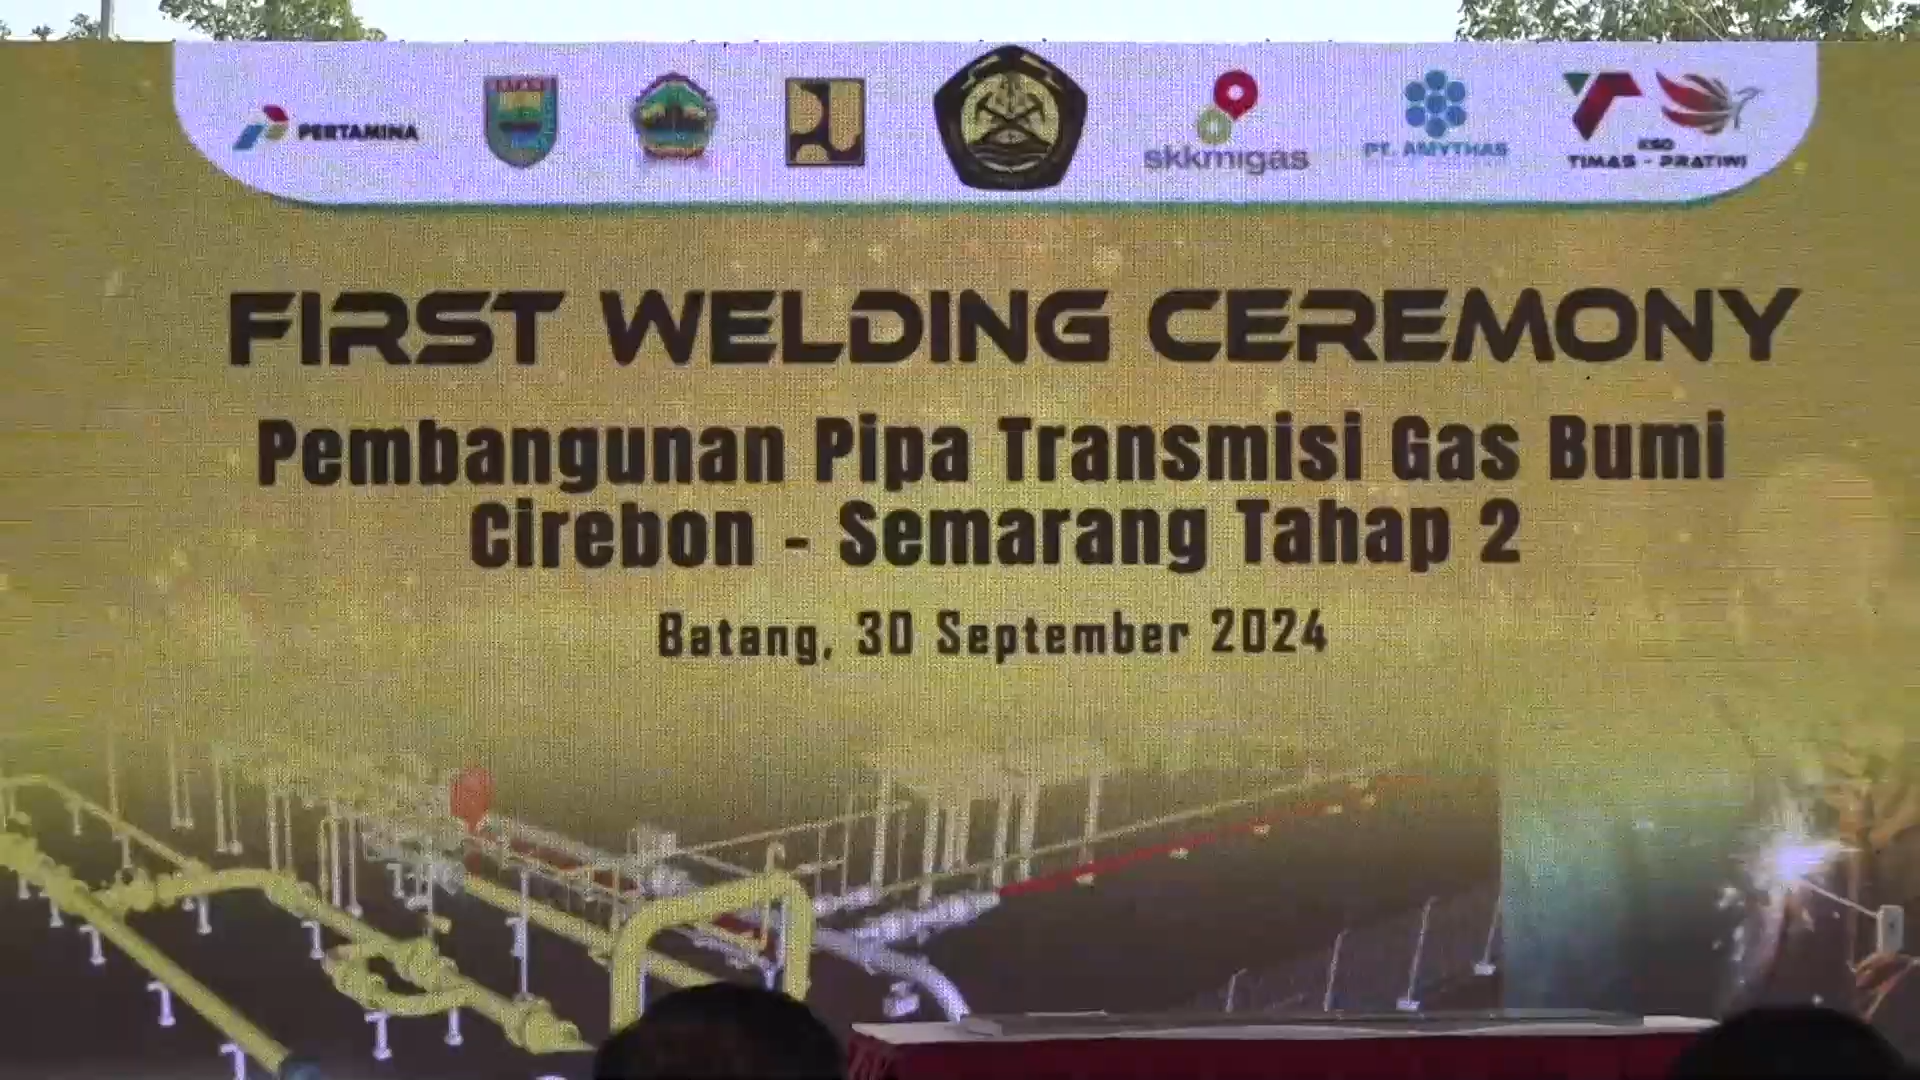 PERTAMINA
skkmigas
PT. AMYTHAS
KSO
TIMAS - PRATIWI
FIRST WELDING CEREMONY
Pembangunan Pipa Transmisi Gas Bumi
Cirebon - Semarang Tahap 2
Batang, 30 September 2024